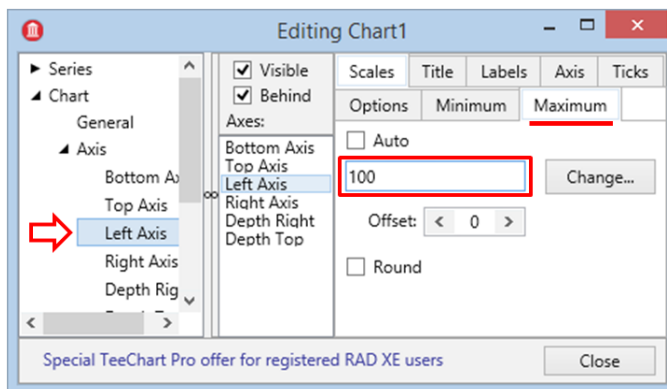 Editing Chart1
Series
Chart
General
Axis
Bottom Ax
Top Axis
Left Axis
Right Axis
Depth Rig
Visible
Behind
Axes:
Bottom Axis
Top Axis
Left Axis
Right Axis
Depth Right
Depth Top
Scales Title Labels Axis Ticks
Options Minimum Maximum
Auto
100 Change...
Offset: < 0 >
Round
Special TeeChart Pro offer for registered RAD XE users
Close